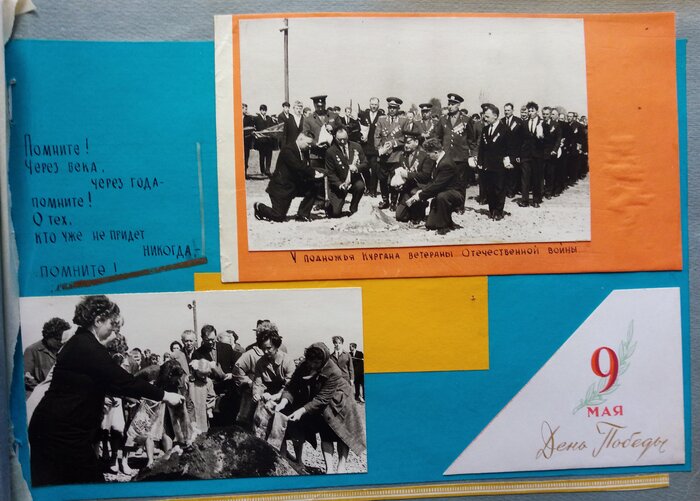 Помните!
Через века,
через года-
помните!
О тех,
кто уже не придет
никогда,-
помните!
У подножья Кургана ветераны Отечественной войны
9
МАЯ
День Победы